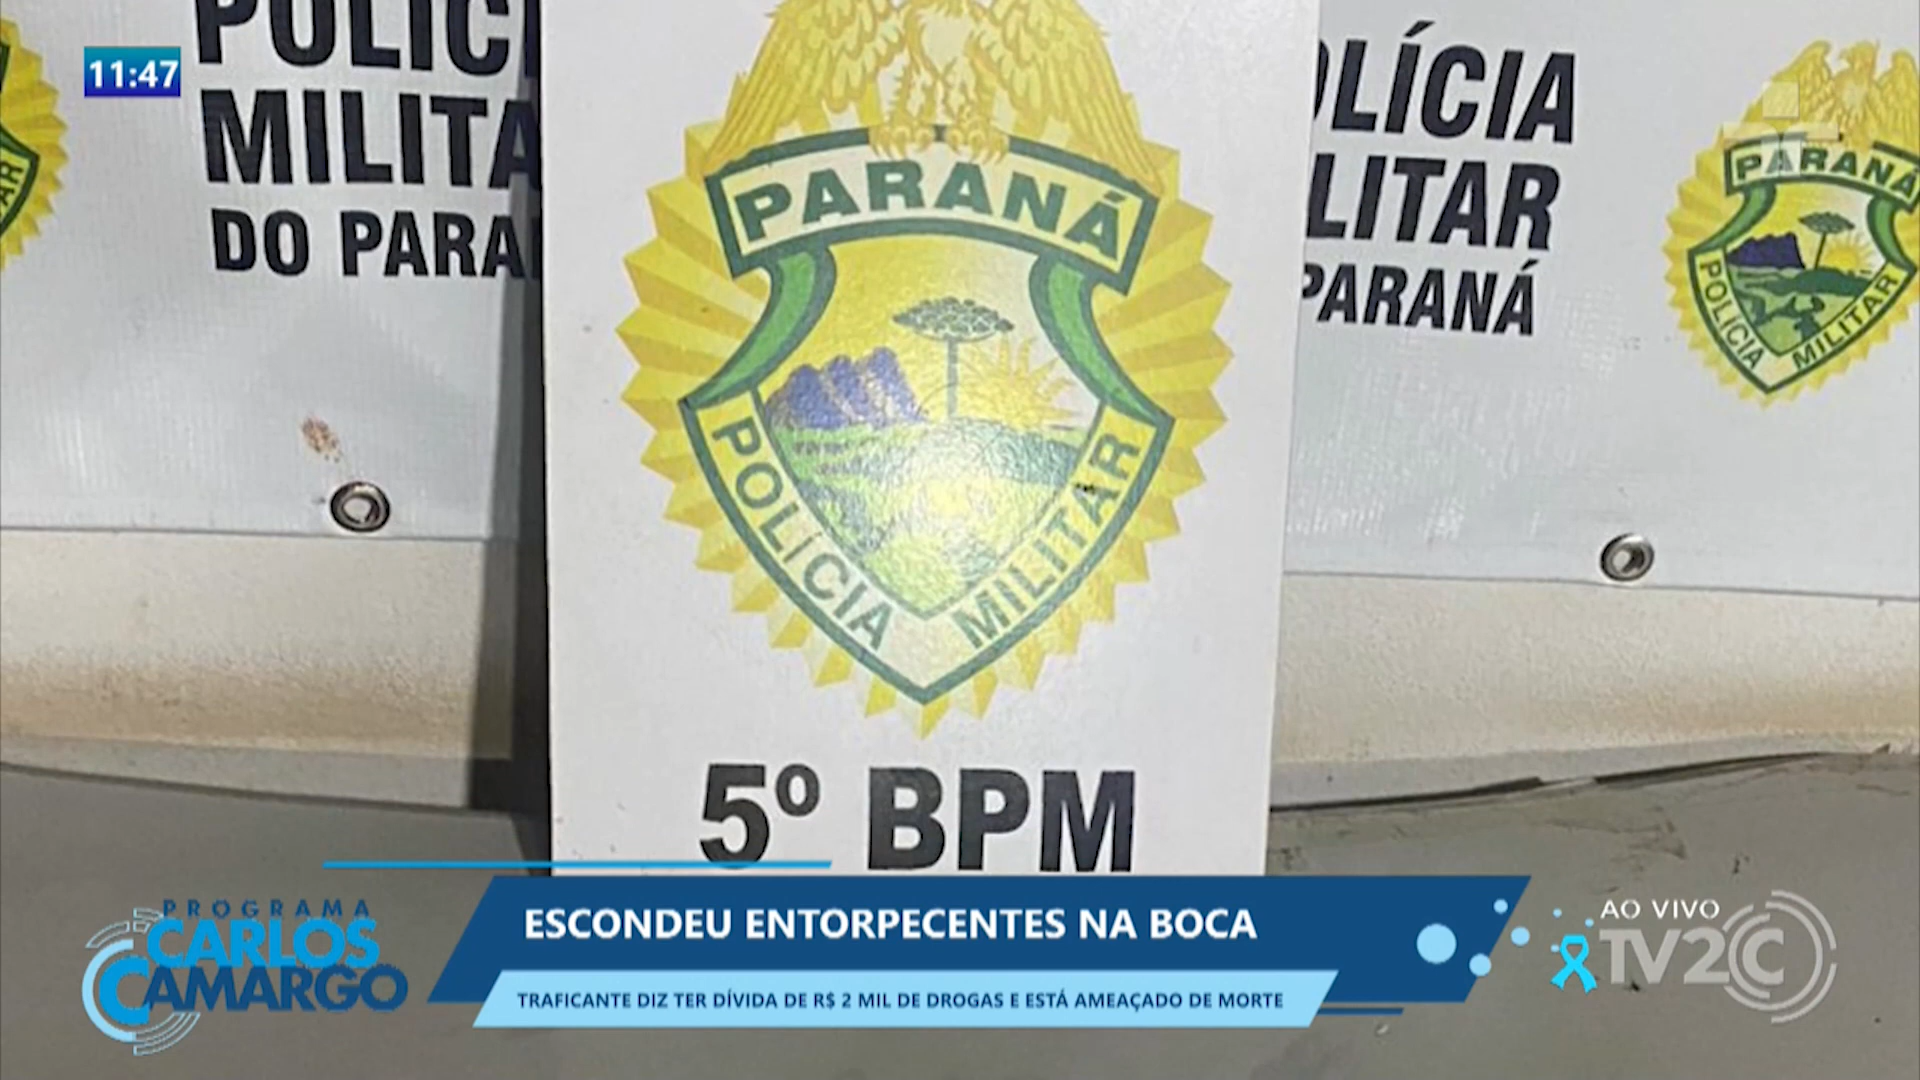 11:47
POLICI
MILITA
DO PARA
PARANÁ
POLÍCIA MILITAR
5º BPM
OLÍCIA
LITAR
PARANÁ
PARANÁ
POLÍCIA MILITAR
PROGRAMA
CARLOS
CAMARGO
ESCONDEU ENTORPECENTES NA BOCA
TRAFICANTE DIZ TER DÍVIDA DE R$ 2 MIL DE DROGAS E ESTÁ AMEAÇADO DE MORTE
AO VIVO
TV2C